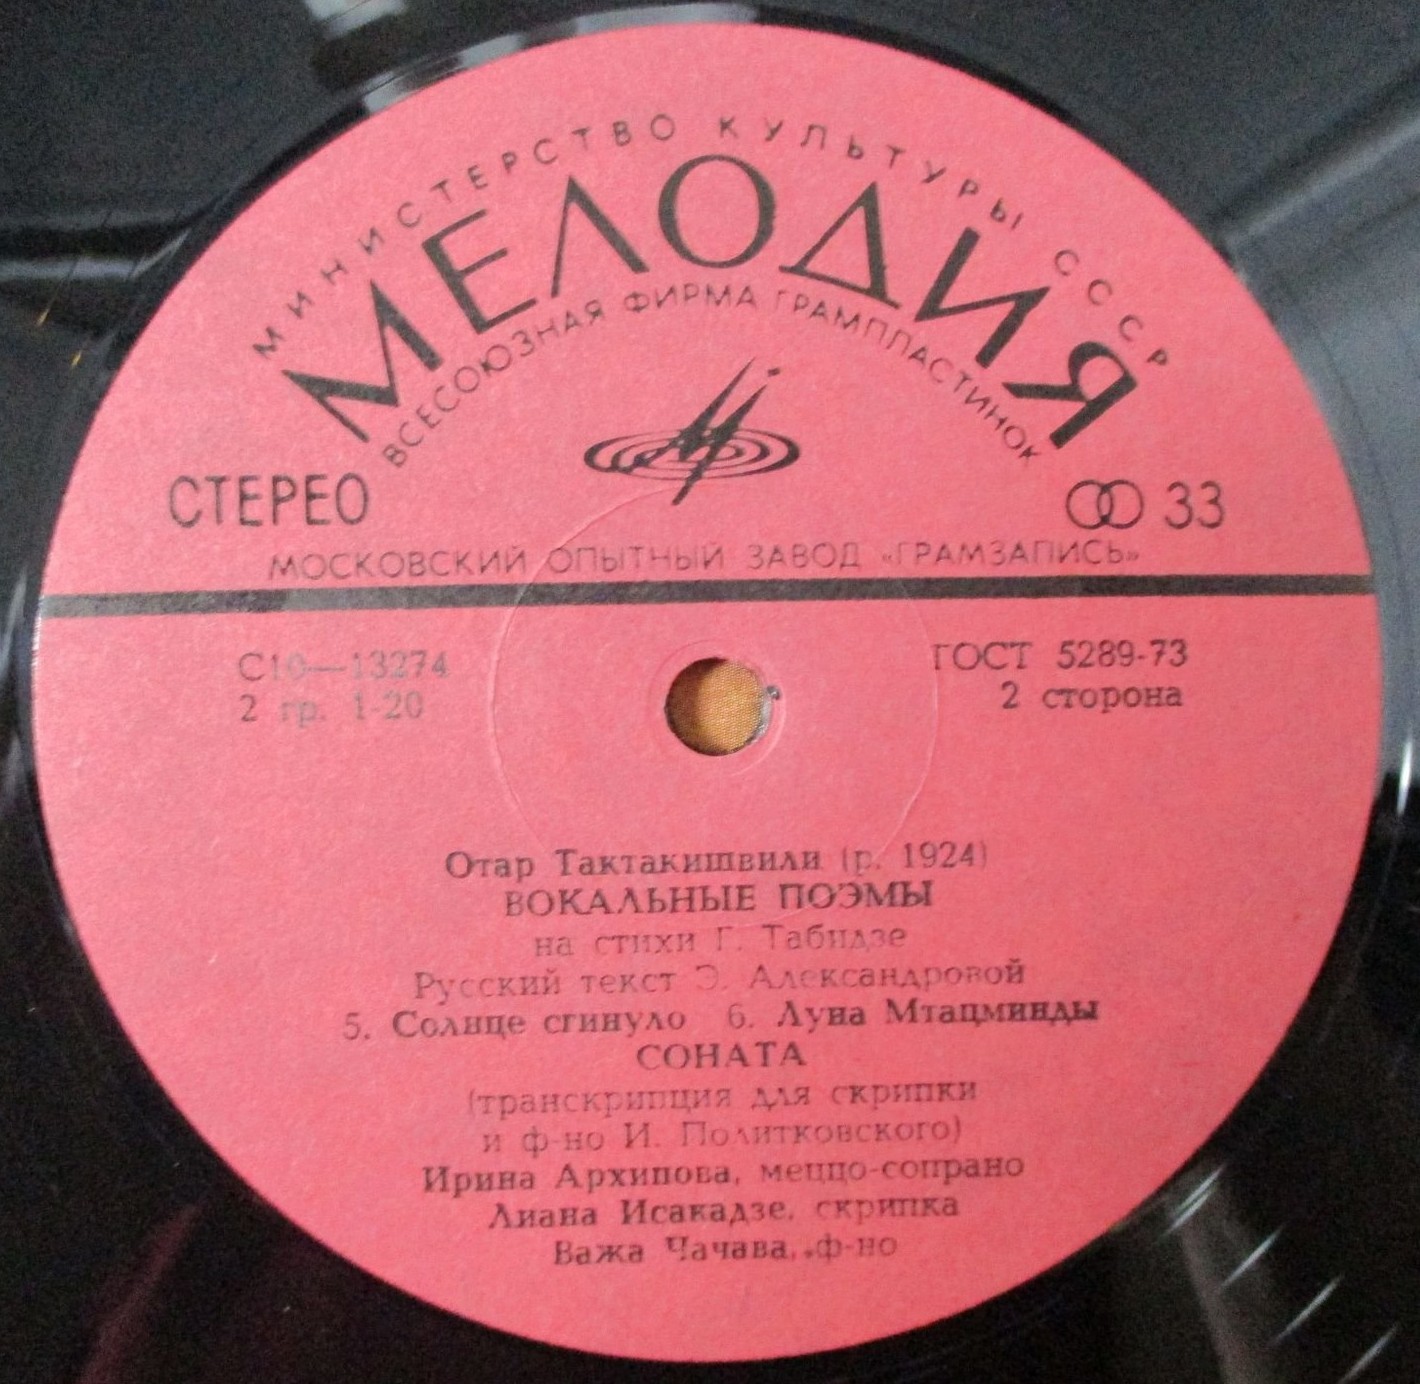 МИНИСТЕРСТВО КУЛЬТУРЫ СССР
МЕЛОДИЯ
ВСЕСОЮЗНАЯ ФИРМА ГРАМПЛАСТИНОК
СТЕРЕО
33
МОСКОВСКИЙ ОПЫТНЫЙ ЗАВОД «ГРАМЗАПИСЬ»
С10—13274
ГОСТ 5289-73
2 гр. 1-20
2 сторона
Отар Тактакишвили (р. 1924)
ВОКАЛЬНЫЕ ПОЭМЫ
на стихи Г. Табидзе
Русский текст Э. Александровой
5. Солнце сгинуло 6. Луна Мтацминды
СОНАТА
(транскрипция для скрипки
и ф-но И. Политковского)
Ирина Архипова, меццо-сопрано
Лиана Исакадзе, скрипка
Важа Чачава, ф-но